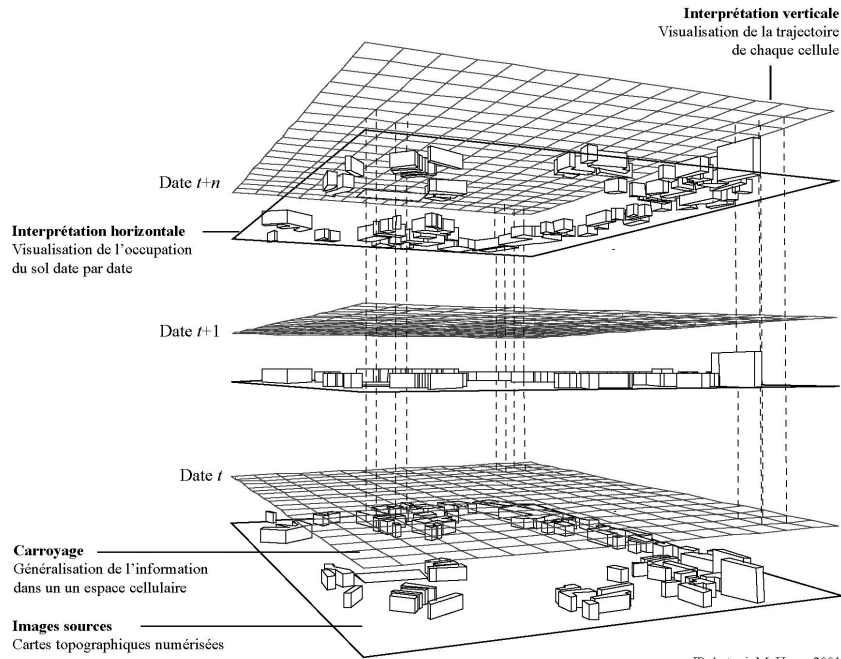 Interprétation verticale
Visualisation de la trajectoire
de chaque cellule
Date t+n
Interprétation horizontale
Visualisation de l’occupation
du sol date par date
Date t+1
Date t
Carroyage
Généralisation de l’information
dans un un espace cellulaire
Images sources
Cartes topographiques numérisées